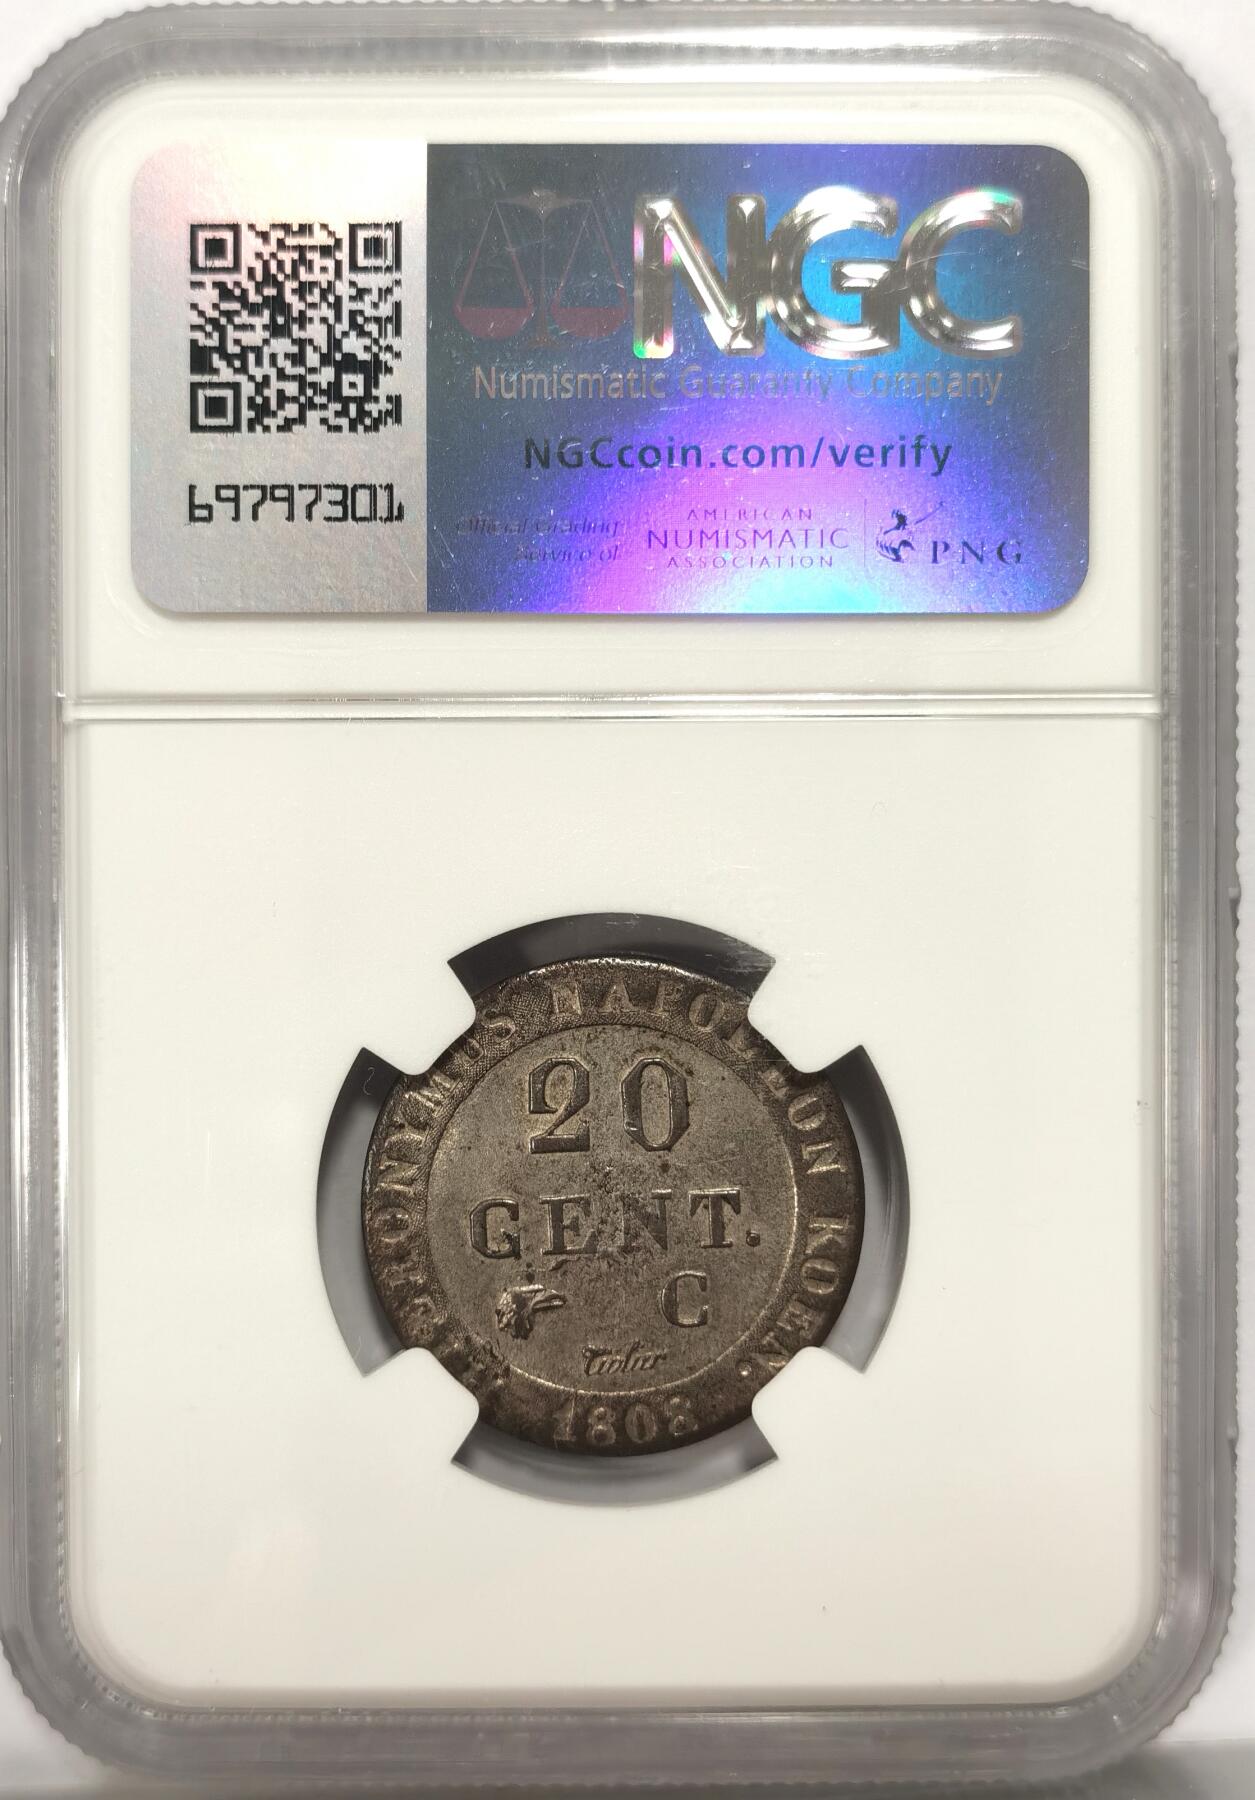 NGC
Numismatic Guaranty Company
NGCcoin.com/verify
69797301
Official Grading
Service of
AMERICAN
NUMISMATIC
ASSOCIATION
PNG
HIERONYMUS NAPOLEON KOEN.
20
CENT.
C
Tiolier
1808